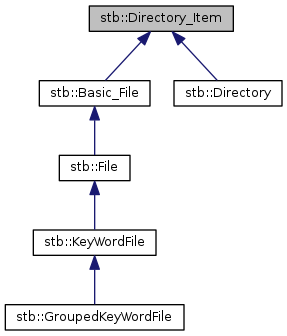 stb::Directory_Item
stb::Basic_File
stb::Directory
stb::File
stb::KeyWordFile
stb::GroupedKeyWordFile